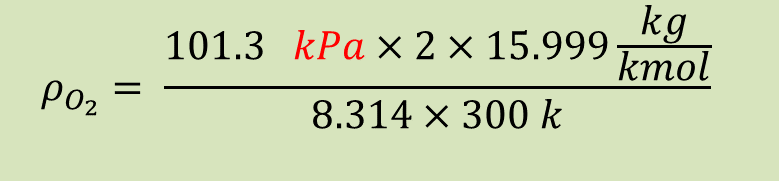 ρO₂ = (101.3 kPa × 2 × 15.999 kg/kmol) / (8.314 × 300 k)